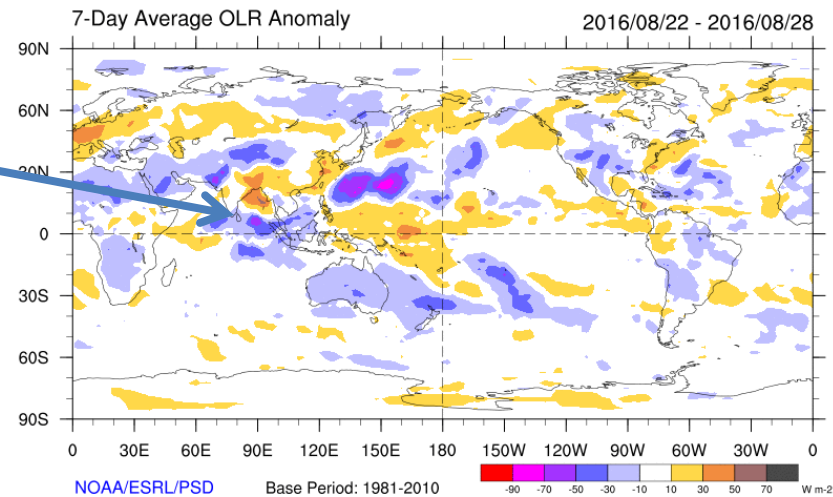 7-Day Average OLR Anomaly 2016/08/22 - 2016/08/28
90N
60N
30N
0
30S
60S
90S
0 30E 60E 90E 120E 150E 180 150W 120W 90W 60W 30W 0
-90 -70 -50 -30 -10 10 30 50 70 W m-2
NOAA/ESRL/PSD Base Period: 1981-2010